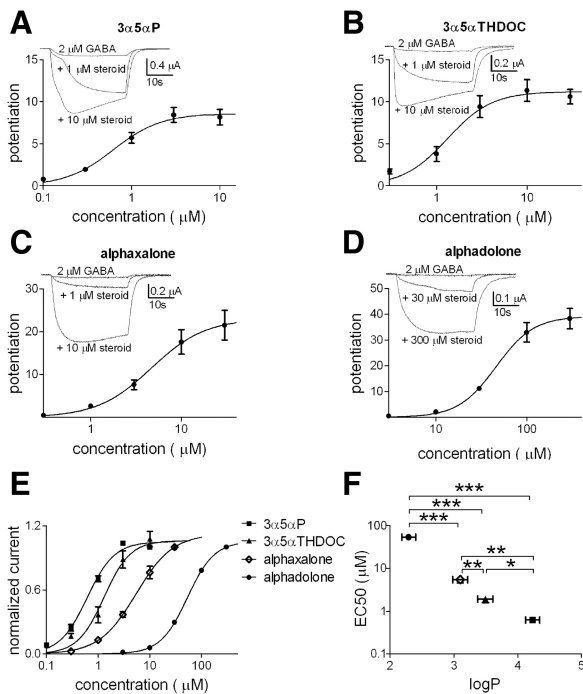 A
3α5αP
2 μM GABA
+ 1 μM steroid
+ 10 μM steroid
0.4 μA
10s
15
10
5
0
potentiation
0.1
1
10
concentration ( μM)
B
3α5αTHDOC
2 μM GABA
+ 1 μM steroid
+ 10 μM steroid
0.2 μA
10s
15
10
5
0
potentiation
1
10
concentration ( μM)
C
alphaxalone
2 μM GABA
+ 1 μM steroid
+ 10 μM steroid
0.2 μA
10s
30
20
10
potentiation
1
10
concentration ( μM)
D
alphadolone
2 μM GABA
+ 30 μM steroid
+ 300 μM steroid
0.1 μA
10s
50
40
30
20
10
potentiation
10
100
concentration ( μM)
E
1.2
0.6
0.0
normalized current
0.1
1
10
100
concentration ( μM)
3α5αP
3α5αTHDOC
alphaxalone
alphadolone
F
***
***
***
**
**
*
100
10
1
0.1
EC50 (μM)
2
3
4
5
logP